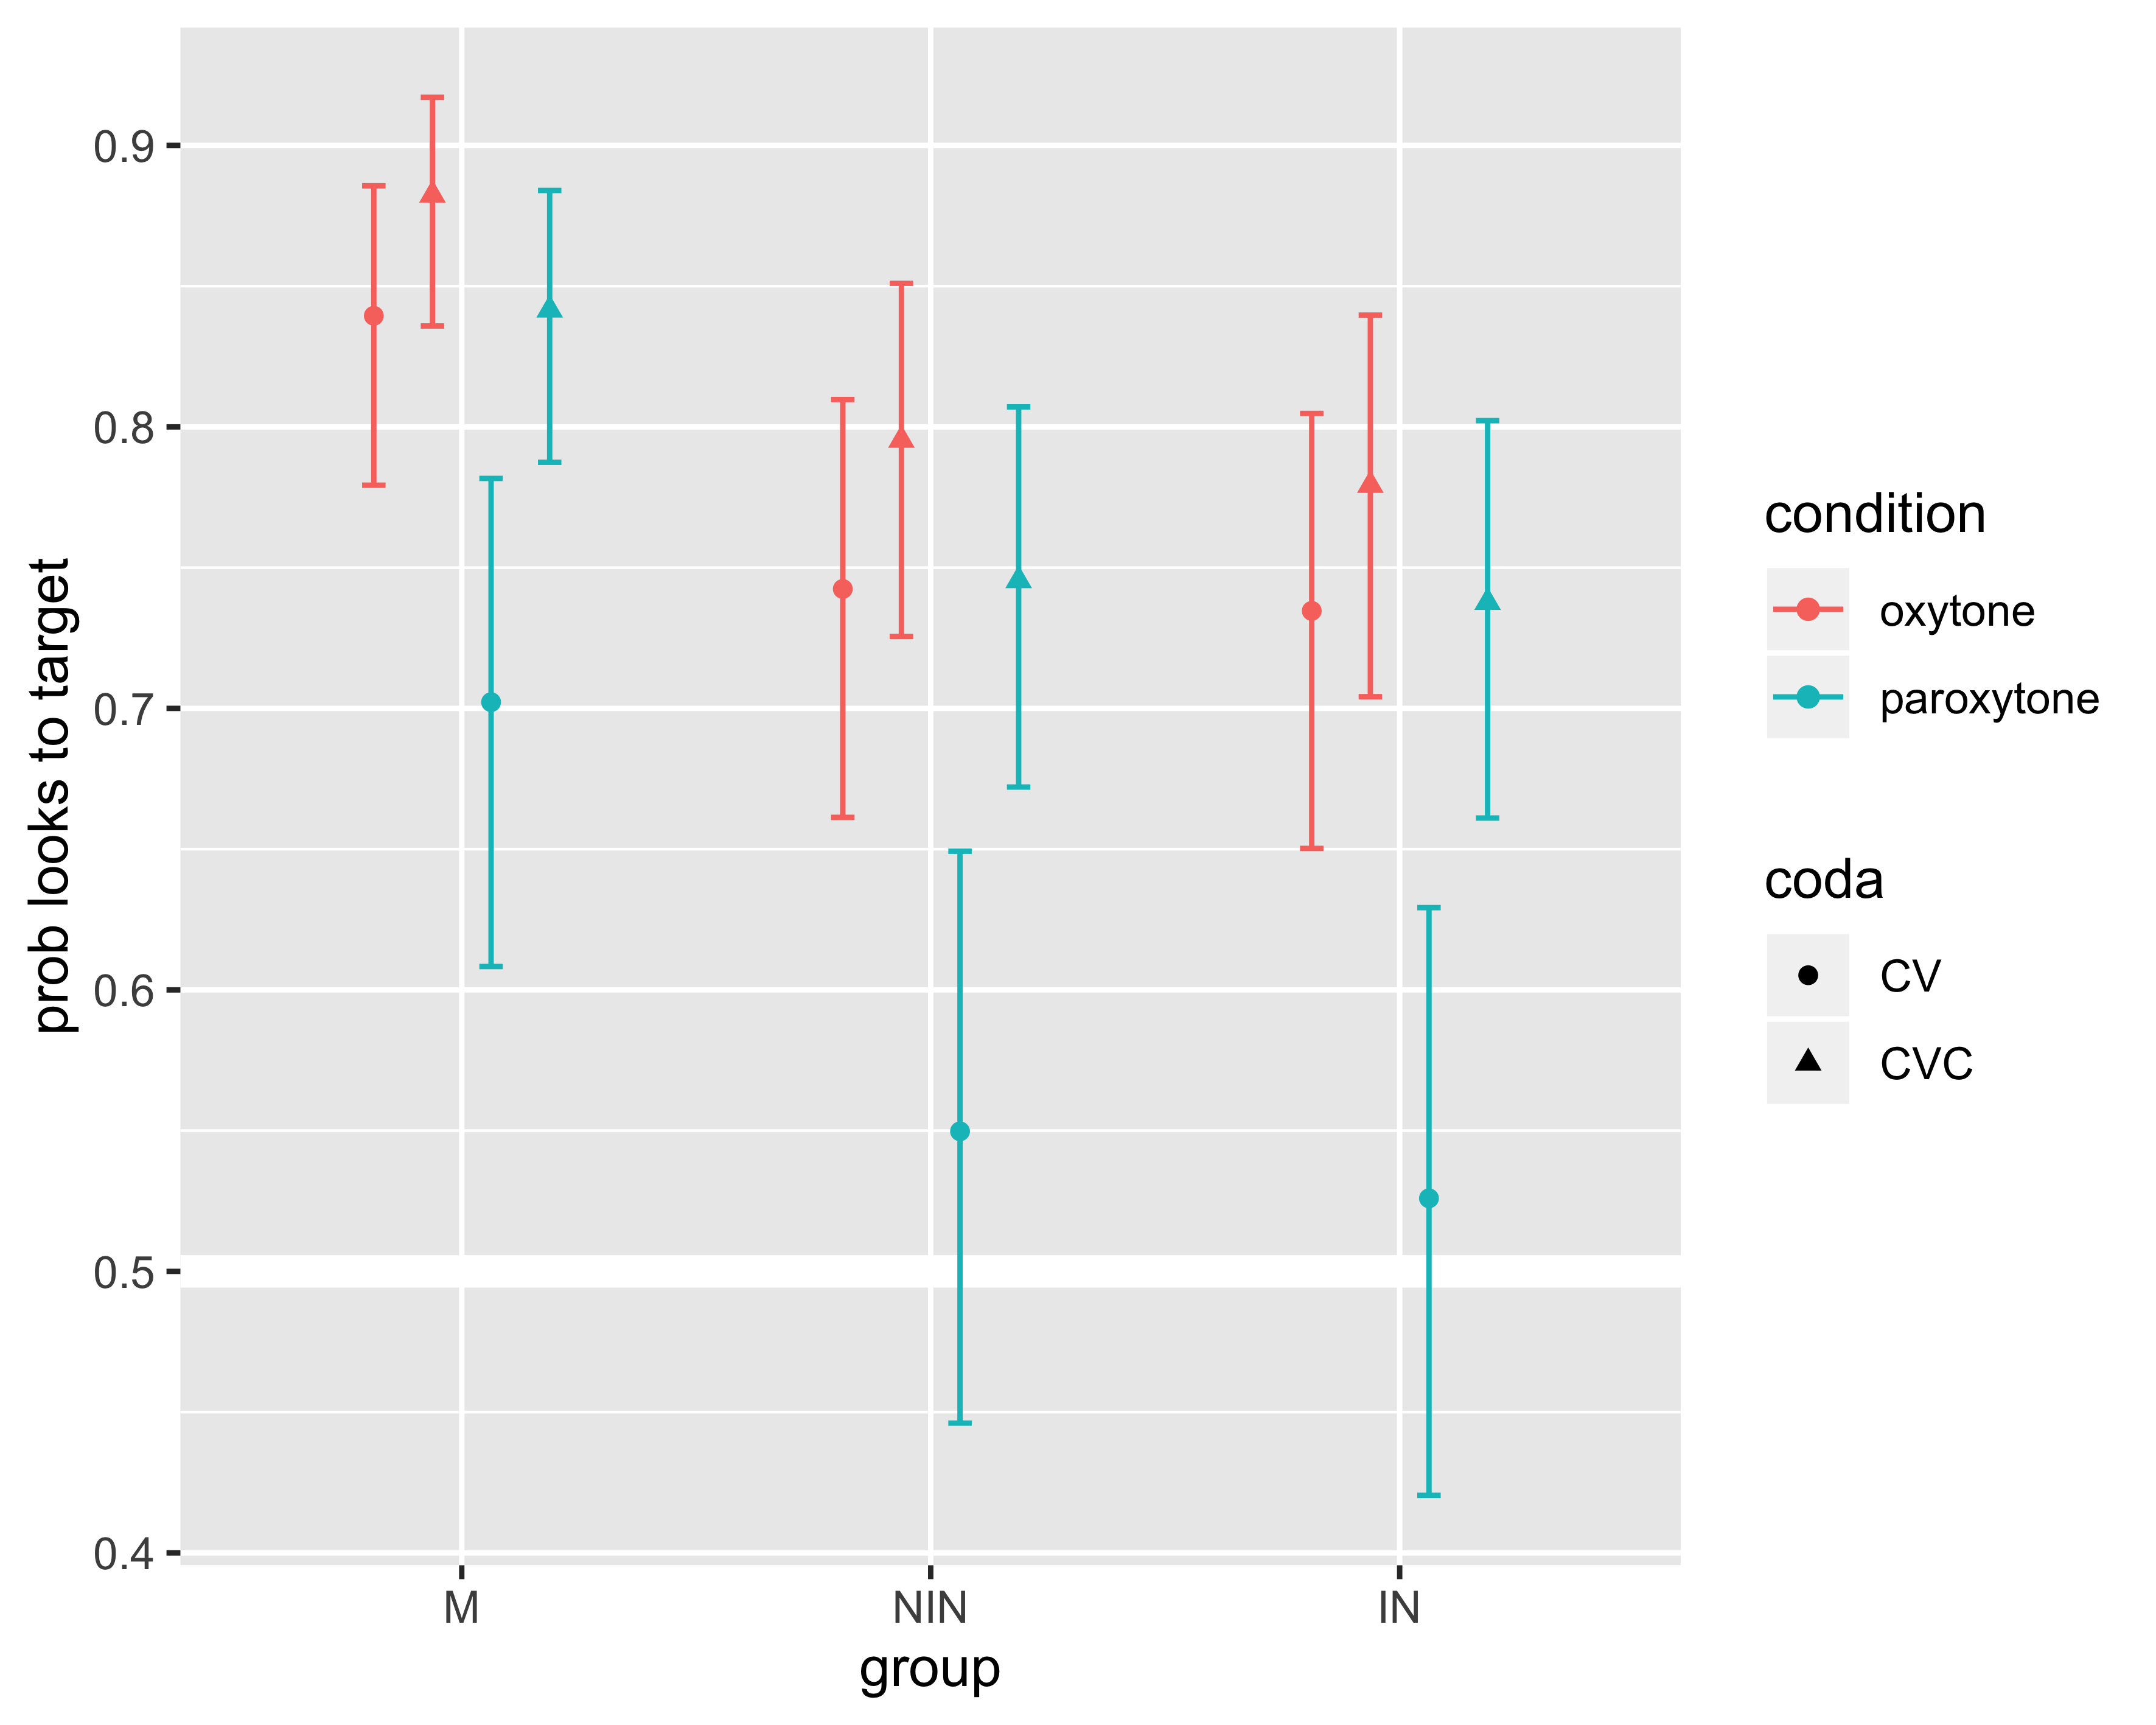 prob looks to target
0.9
0.8
0.7
0.6
0.5
0.4
M
NIN
IN
group
condition
oxytone
paroxytone
coda
CV
CVC